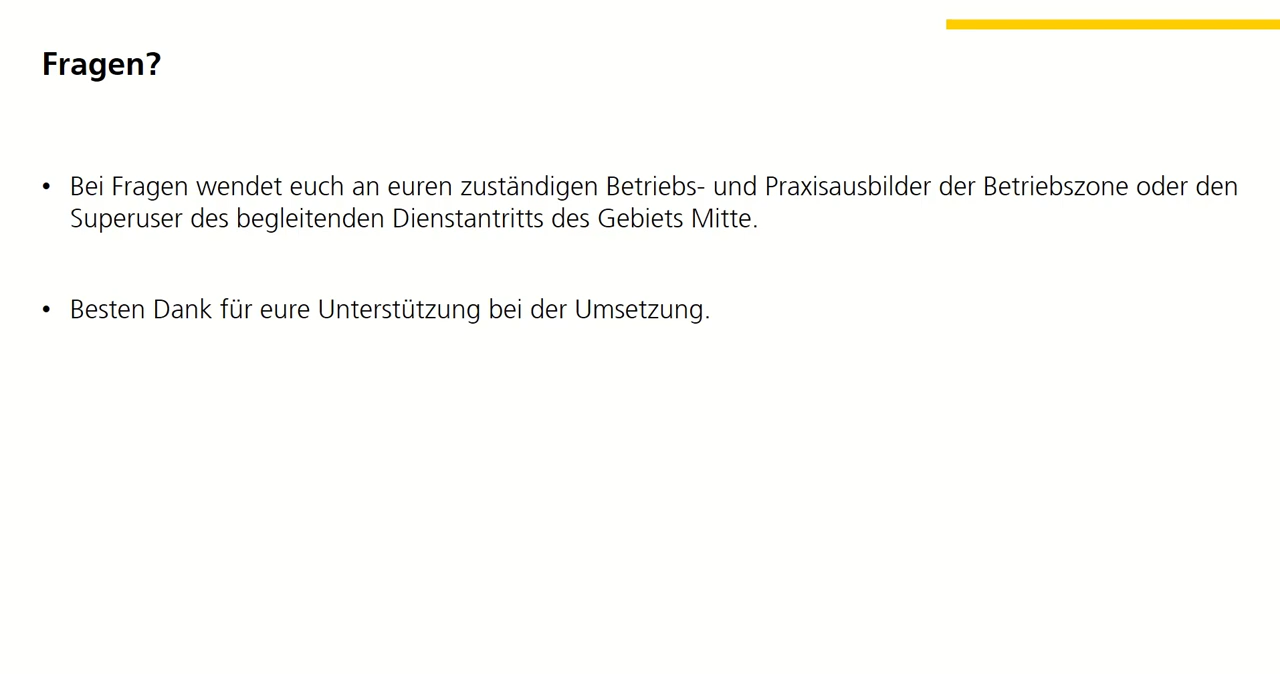 Fragen?
• Bei Fragen wendet euch an euren zuständigen Betriebs- und Praxisausbilder der Betriebszone oder den
Superuser des begleitenden Dienstantritts des Gebiets Mitte.
• Besten Dank für eure Unterstützung bei der Umsetzung.